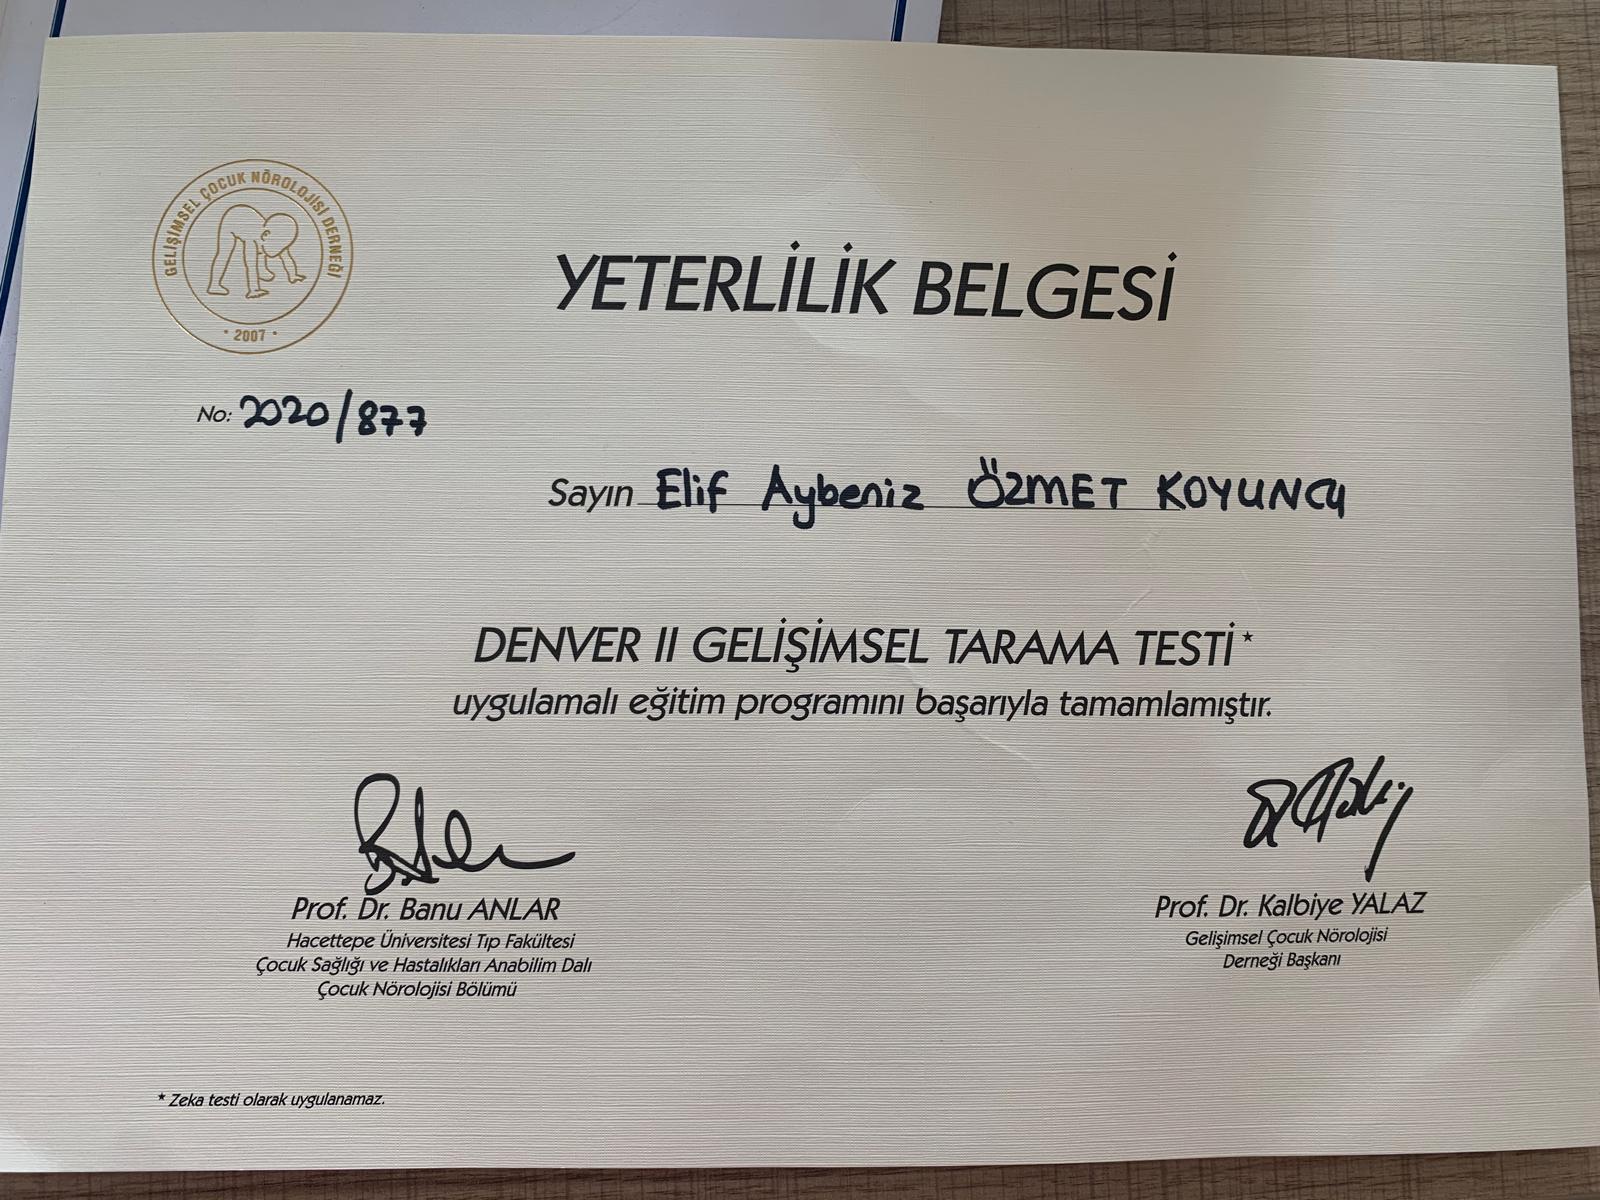 GELİŞİMSEL ÇOCUK NÖROLOJİSİ DERNEĞİ
• 2007 •
YETERLİLİK BELGESİ
No: 2020/877
Sayın Elif Aybeniz ÖZMET KOYUNCU
DENVER II GELİŞİMSEL TARAMA TESTİ*
uygulamalı eğitim programını başarıyla tamamlamıştır.
Prof. Dr. Banu ANLAR
Hacettepe Üniversitesi Tıp Fakültesi
Çocuk Sağlığı ve Hastalıkları Anabilim Dalı
Çocuk Nörolojisi Bölümü
Prof. Dr. Kalbiye YALAZ
Gelişimsel Çocuk Nörolojisi
Derneği Başkanı
* Zeka testi olarak uygulanamaz.